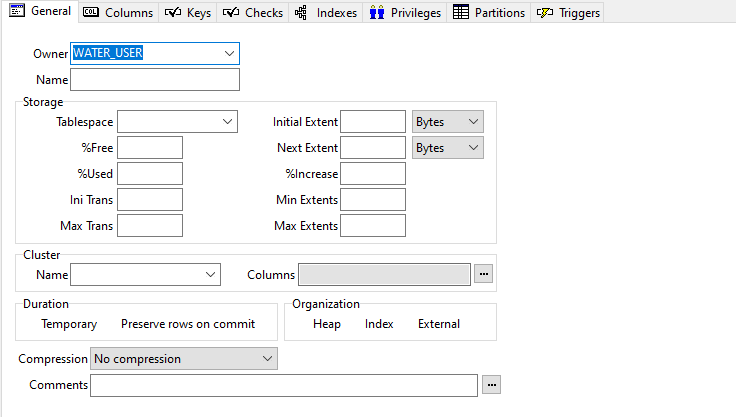 General Columns Keys Checks Indexes Privileges Partitions Triggers
Owner WATER_USER
Name
Storage
Tablespace Initial Extent Bytes
%Free Next Extent Bytes
%Used %Increase
Ini Trans Min Extents
Max Trans Max Extents
Cluster
Name Columns ...
Duration Organization
Temporary Preserve rows on commit Heap Index External
Compression No compression
Comments ...